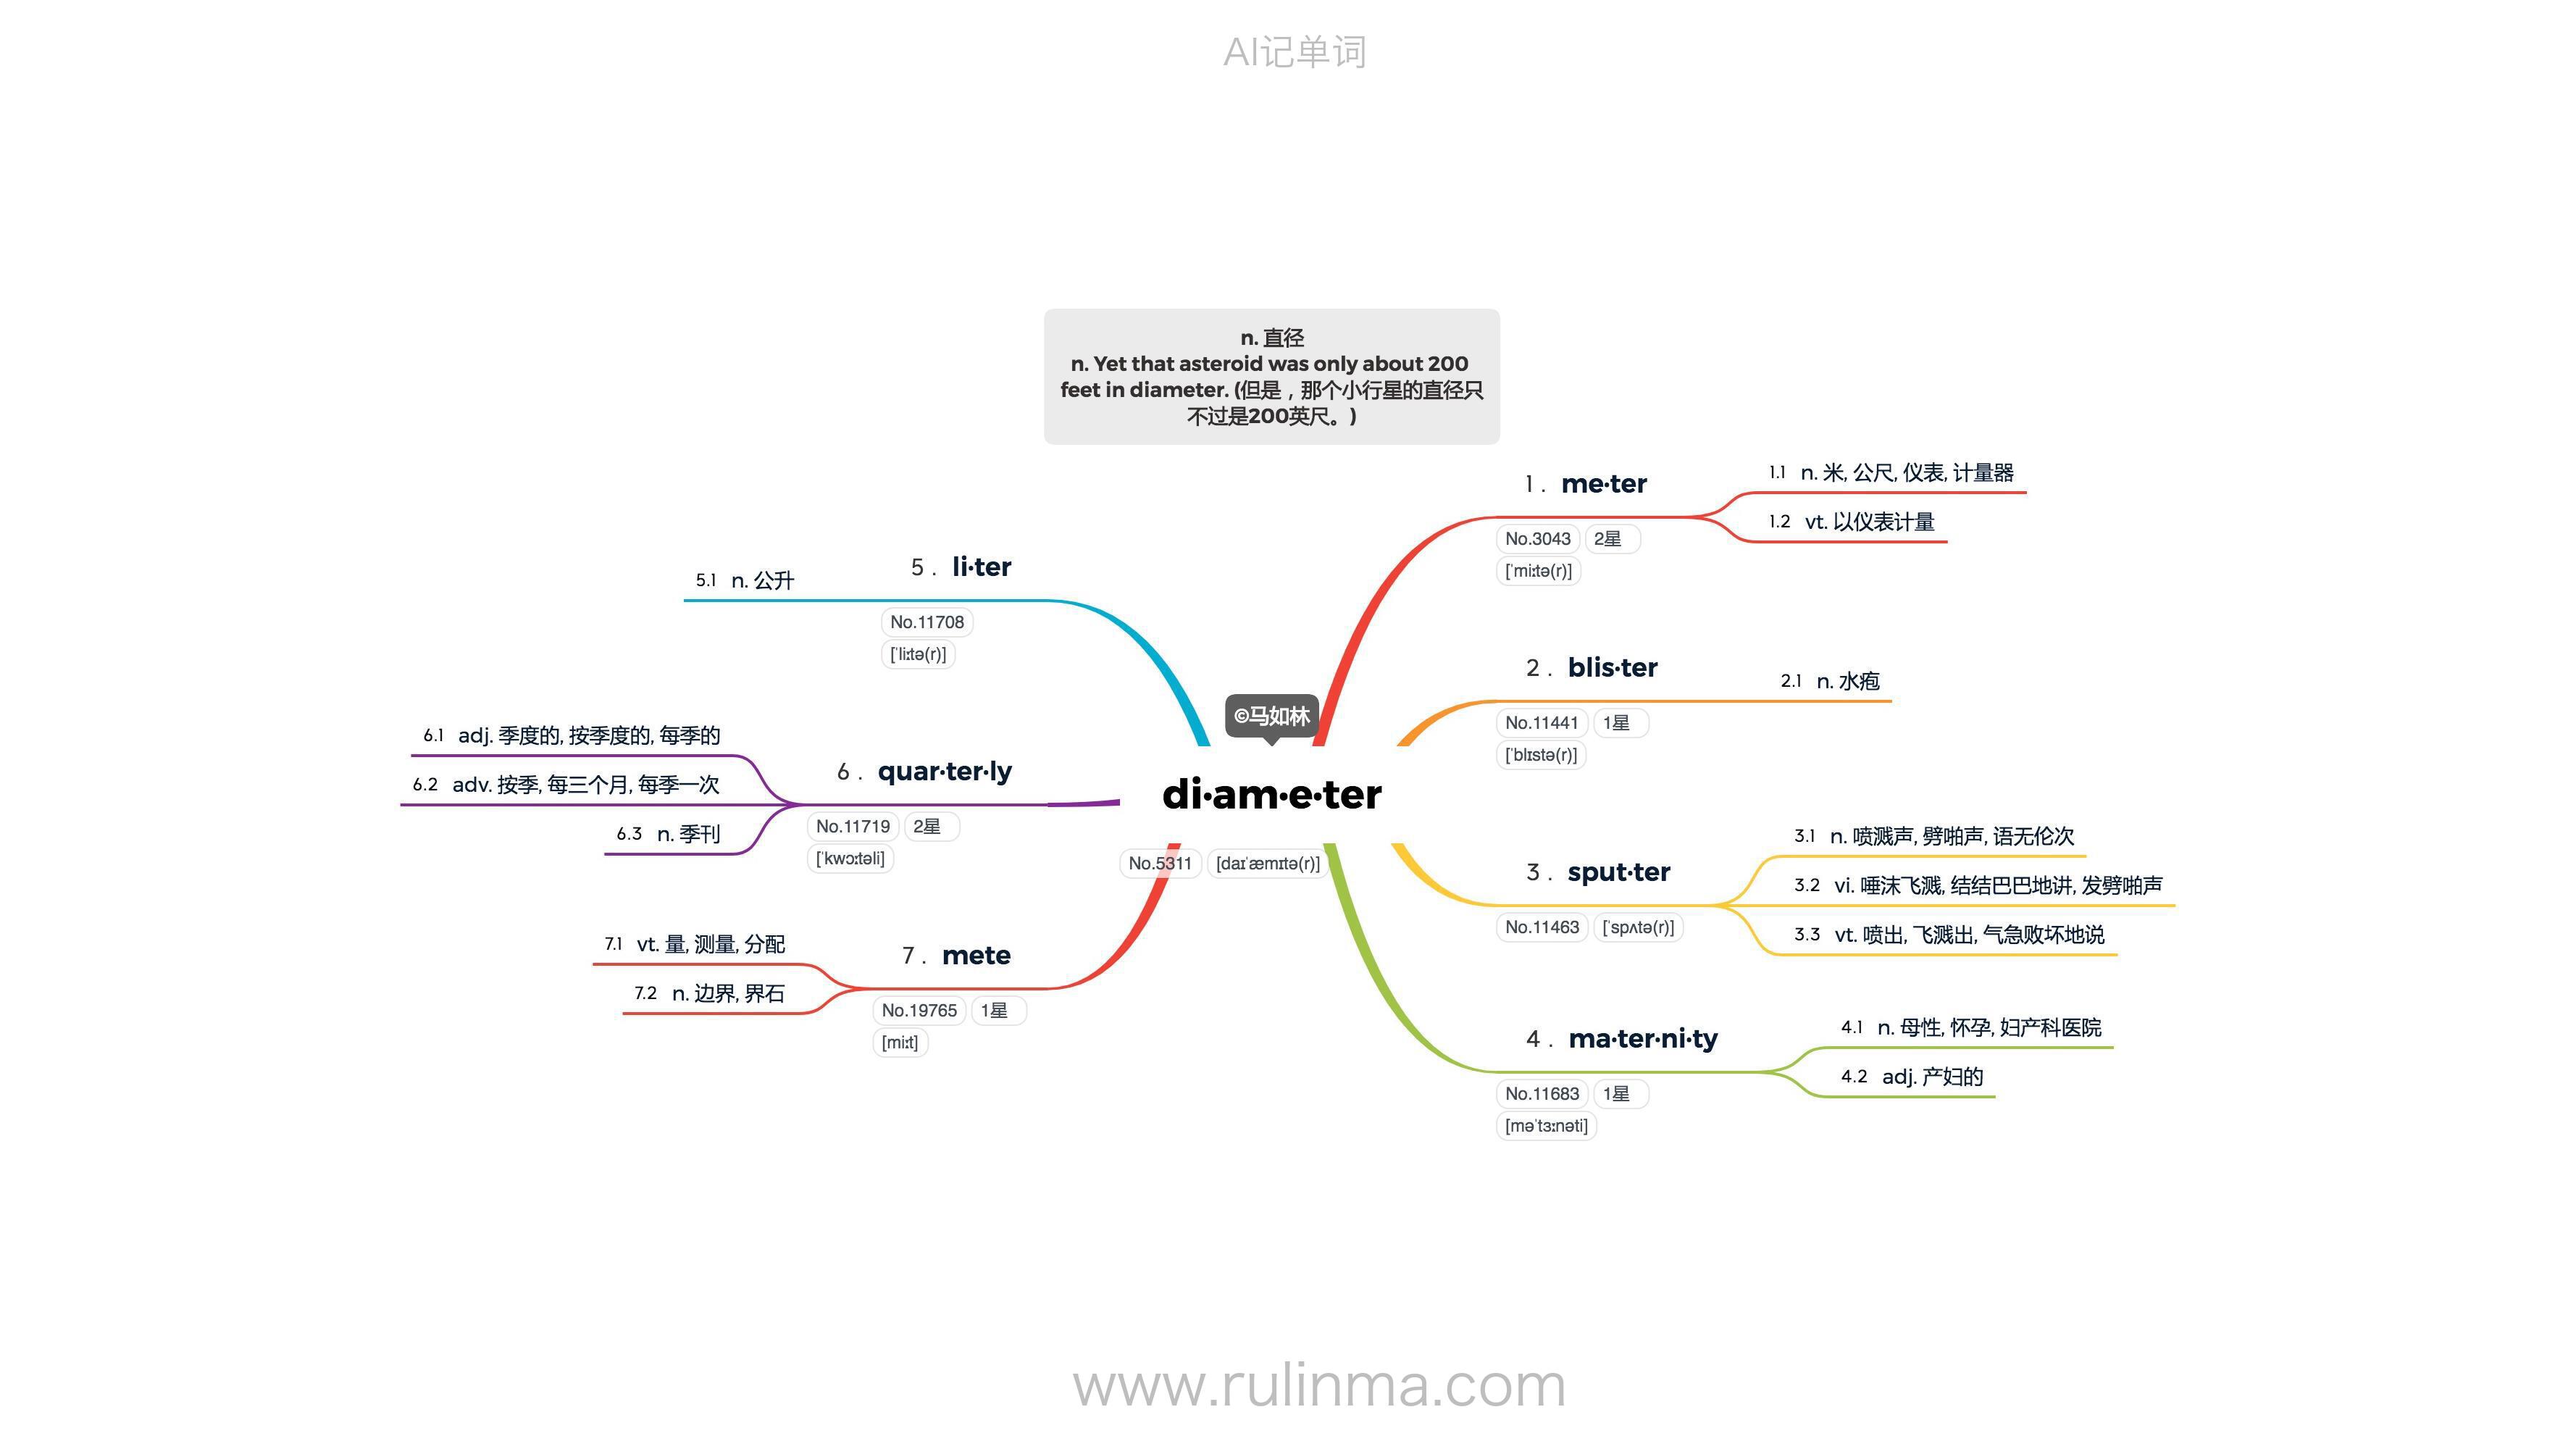 AI记单词
n. 直径
n. Yet that asteroid was only about 200
feet in diameter. (但是，那个小行星的直径只
不过是200英尺。)
©马如林
di·am·e·ter
No.5311 [daɪˈæmɪtə(r)]
1. me·ter
No.3043 2星
[ˈmiːtə(r)]
1.1 n. 米, 公尺, 仪表, 计量器
1.2 vt. 以仪表计量
2. blis·ter
No.11441 1星
[ˈblɪstə(r)]
2.1 n. 水疱
3. sput·ter
No.11463 [ˈspʌtə(r)]
3.1 n. 喷溅声, 劈啪声, 语无伦次
3.2 vi. 唾沫飞溅, 结结巴巴地讲, 发劈啪声
3.3 vt. 喷出, 飞溅出, 气急败坏地说
4. ma·ter·ni·ty
No.11683 1星
[məˈtɜːnəti]
4.1 n. 母性, 怀孕, 妇产科医院
4.2 adj. 产妇的
5. li·ter
No.11708
[ˈliːtə(r)]
5.1 n. 公升
6. quar·ter·ly
No.11719 2星
[ˈkwɔːtəli]
6.1 adj. 季度的, 按季度的, 每季的
6.2 adv. 按季, 每三个月, 每季一次
6.3 n. 季刊
7. mete
No.19765 1星
[miːt]
7.1 vt. 量, 测量, 分配
7.2 n. 边界, 界石
www.rulinma.com